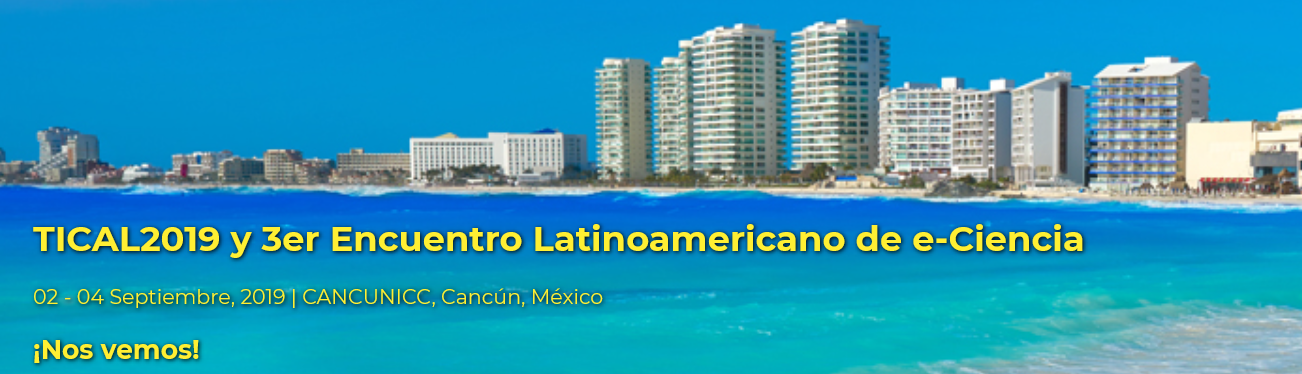 TICAL2019 y 3er Encuentro Latinoamericano de e-Ciencia
02 - 04 Septiembre, 2019 | CANCUNICC, Cancún, México
¡Nos vemos!